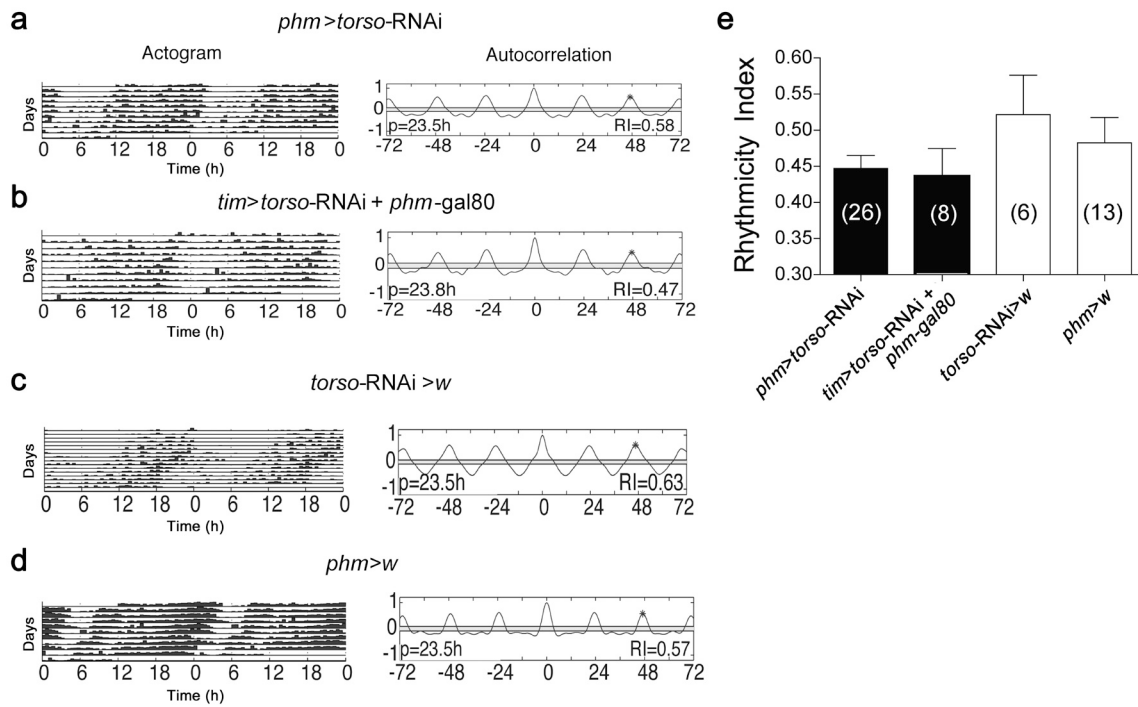 a
phm>torso-RNAi
Actogram
Autocorrelation
Days
0 6 12 18 0 6 12 18 0
Time (h)
1
0
-1
p=23.5h
RI=0.58
-72 -48 -24 0 24 48 72
b
tim>torso-RNAi + phm-gal80
Days
0 6 12 18 0 6 12 18 0
Time (h)
1
0
-1
p=23.8h
RI=0.47
-72 -48 -24 0 24 48 72
c
torso-RNAi >w
Days
0 6 12 18 0 6 12 18 0
Time (h)
1
0
-1
p=23.5h
RI=0.63
-72 -48 -24 0 24 48 72
d
phm>w
Days
0 6 12 18 0 6 12 18 0
Time (h)
1
0
-1
p=23.5h
RI=0.57
-72 -48 -24 0 24 48 72
e
Rhythmicity Index
0.60
0.55
0.50
0.45
0.40
0.35
0.30
(26)
(8)
(6)
(13)
phm>torso-RNAi
tim>torso-RNAi +
phm-gal80
torso-RNAi>w
phm>w